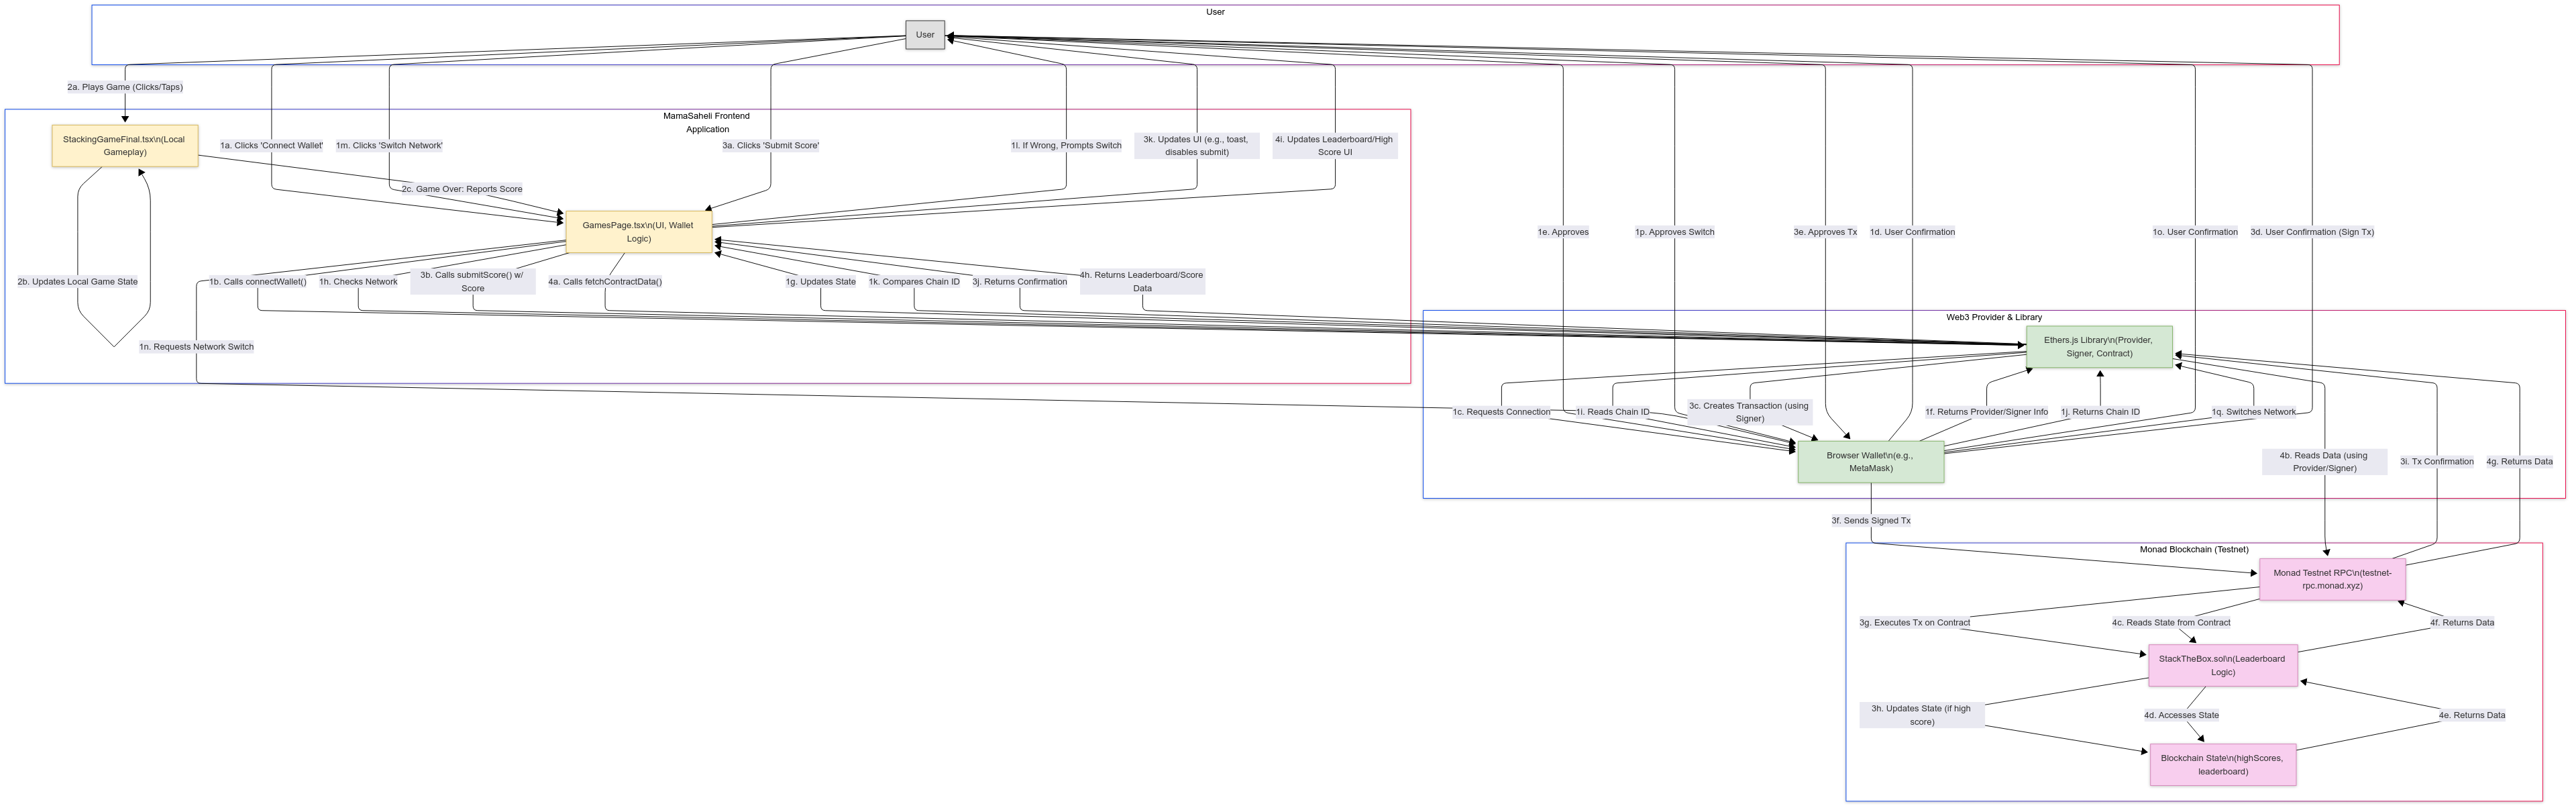 User
User
2a. Plays Game (Clicks/Taps)
MamaSaheli Frontend
Application
StackingGameFinal.tsx\n(Local
Gameplay)
1a. Clicks 'Connect Wallet'
1m. Clicks 'Switch Network'
3a. Clicks 'Submit Score'
1l. If Wrong, Prompts Switch
3k. Updates UI (e.g., toast,
disables submit)
4i. Updates Leaderboard/High
Score UI
2c. Game Over: Reports Score
GamesPage.tsx\n(UI, Wallet
Logic)
1e. Approves
1p. Approves Switch
3e. Approves Tx
1d. User Confirmation
1o. User Confirmation
3d. User Confirmation (Sign Tx)
2b. Updates Local Game State
1b. Calls connectWallet()
1h. Checks Network
3b. Calls submitScore() w/
Score
4a. Calls fetchContractData()
1g. Updates State
1k. Compares Chain ID
3j. Returns Confirmation
4h. Returns Leaderboard/Score
Data
1n. Requests Network Switch
Web3 Provider & Library
Ethers.js Library\n(Provider,
Signer, Contract)
1c. Requests Connection
1i. Reads Chain ID
3c. Creates Transaction (using
Signer)
1f. Returns Provider/Signer Info
1j. Returns Chain ID
1q. Switches Network
Browser Wallet\n(e.g.,
MetaMask)
4b. Reads Data (using
Provider/Signer)
3i. Tx Confirmation
4g. Returns Data
3f. Sends Signed Tx
Monad Blockchain (Testnet)
Monad Testnet RPC\n(testnet-
rpc.monad.xyz)
3g. Executes Tx on Contract
4c. Reads State from Contract
4f. Returns Data
StackTheBox.sol\n(Leaderboard
Logic)
3h. Updates State (if high
score)
4d. Accesses State
4e. Returns Data
Blockchain State\n(highScores,
leaderboard)